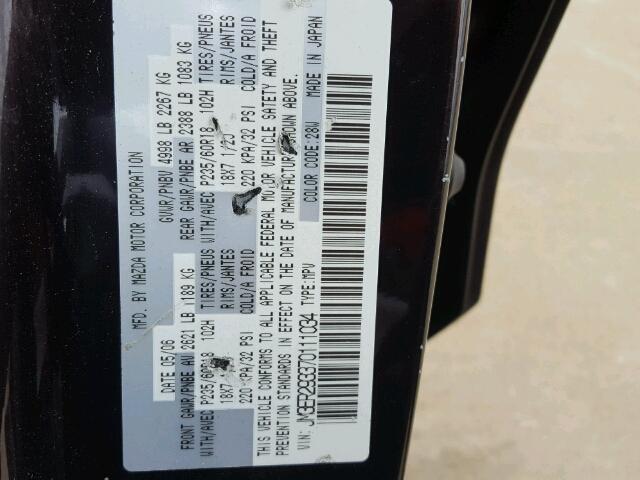 MFD. BY MAZDA MOTOR CORPORATION
DATE 05/06 GVWR/PNBV 4998 LB 2267 KG
FRONT GAWR/PNBE AV 2621 LB 1189 KG REAR GAWR/PNBE AR 2388 LB 1083 KG
WITH/AVEC P235/60R18 102H TIRES/PNEUS WITH/AVEC P235/60R18 102H TIRES/PNEUS
18X7 RIMS/JANTES 18X7 1/2J RIMS/JANTES
220 KPA/32 PSI COLD/A FROID 220 KPA/32 PSI COLD/A FROID
THIS VEHICLE CONFORMS TO ALL APPLICABLE FEDERAL MOTOR VEHICLE SAFETY AND THEFT
PREVENTION STANDARDS IN EFFECT ON THE DATE OF MANUFACTURE SHOWN ABOVE.
VIN: JM3ER293370111034 TYPE: MPV COLOR CODE: 28W MADE IN JAPAN